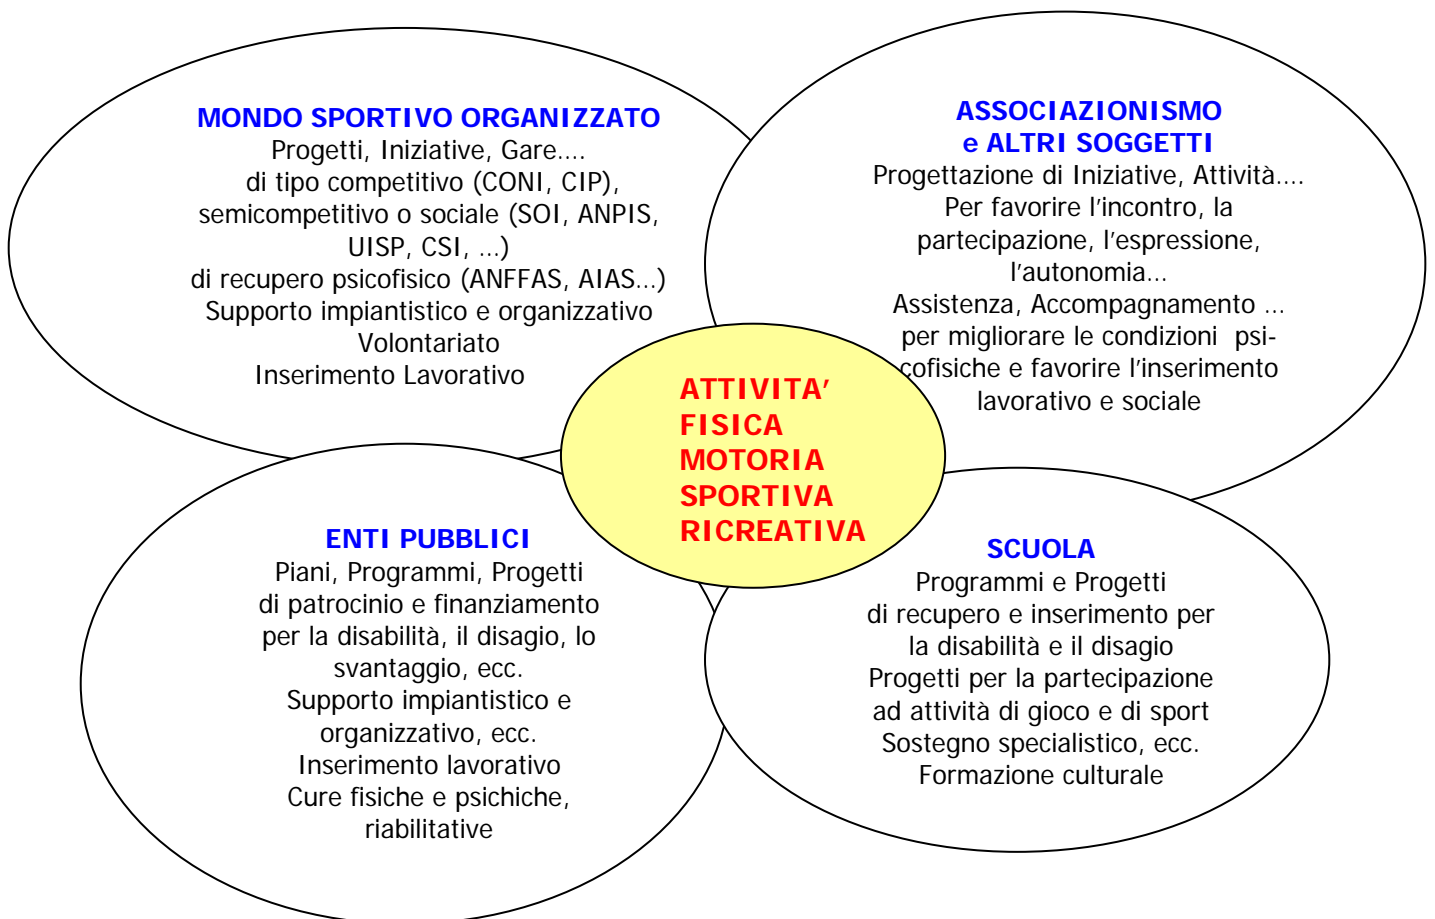 MONDO SPORTIVO ORGANIZZATO
Progetti, Iniziative, Gare....
di tipo competitivo (CONI, CIP),
semicompetitivo o sociale (SOI, ANPIS,
UISP, CSI, ...)
di recupero psicofisico (ANFFAS, AIAS...)
Supporto impiantistico e organizzativo
Volontariato
Inserimento Lavorativo
ASSOCIAZIONISMO
e ALTRI SOGGETTI
Progettazione di Iniziative, Attività....
Per favorire l'incontro, la
partecipazione, l'espressione,
l'autonomia...
Assistenza, Accompagnamento ...
per migliorare le condizioni psi-
cofisiche e favorire l'inserimento
lavorativo e sociale
ATTIVITA'
FISICA
MOTORIA
SPORTIVA
RICREATIVA
ENTI PUBBLICI
Piani, Programmi, Progetti
di patrocinio e finanziamento
per la disabilità, il disagio, lo
svantaggio, ecc.
Supporto impiantistico e
organizzativo, ecc.
Inserimento lavorativo
Cure fisiche e psichiche,
riabilitative
SCUOLA
Programmi e Progetti
di recupero e inserimento per
la disabilità e il disagio
Progetti per la partecipazione
ad attività di gioco e di sport
Sostegno specialistico, ecc.
Formazione culturale